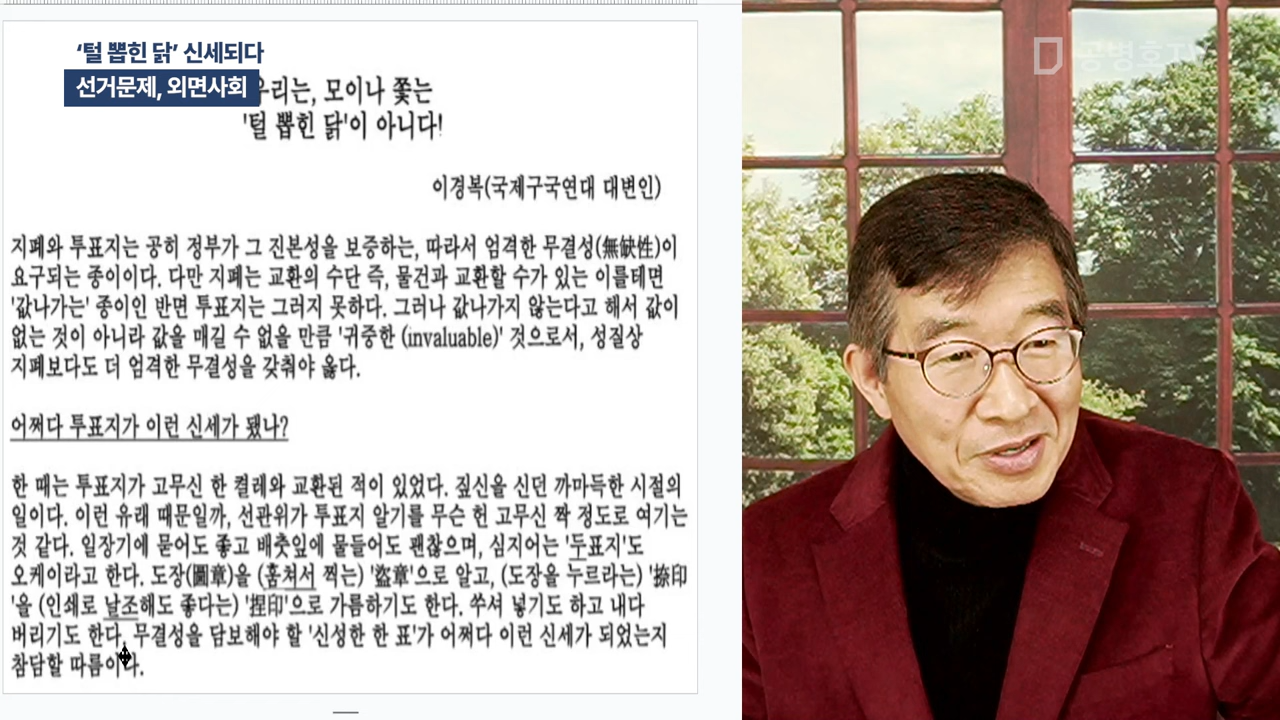 '털 뽑힌 닭' 신세되다
선거문제, 외면사회
우리는, 모이나 쫓는
'털 뽑힌 닭'이 아니다!
이경복(국제구국연대 대변인)
지폐와 투표지는 공히 정부가 그 진본성을 보증하는, 따라서 엄격한 무결성(無缺性)이
요구되는 종이이다. 다만 지폐는 교환의 수단 즉, 물건과 교환할 수가 있는 이를테면
'값나가는' 종이인 반면 투표지는 그러지 못하다. 그러나 값나가지 않는다고 해서 값이
없는 것이 아니라 값을 매길 수 없을 만큼 '귀중한 (invaluable)' 것으로서, 성질상
지폐보다도 더 엄격한 무결성을 갖춰야 옳다.
어쩌다 투표지가 이런 신세가 됐나?
한 때는 투표지가 고무신 한 켤레와 교환된 적이 있었다. 짚신을 신던 까마득한 시절의
일이다. 이런 유래 때문일까, 선관위가 투표지 알기를 무슨 헌 고무신 짝 정도로 여기는
것 같다. 일장기에 묻어도 좋고 배춧잎에 물들어도 괜찮으며, 심지어는 '두표지'도
오케이라고 한다. 도장(圖章)을 (훔쳐서 찍는) '盜章'으로 알고, (도장을 누르라는) '捺印
'을 (인쇄로 날조해도 좋다는) '捏印'으로 가름하기도 한다. 쑤셔 넣기도 하고 내다
버리기도 한다. 무결성을 담보해야 할 '신성한 한 표'가 어쩌다 이런 신세가 되었는지
참담할 따름이다.
공병호TV